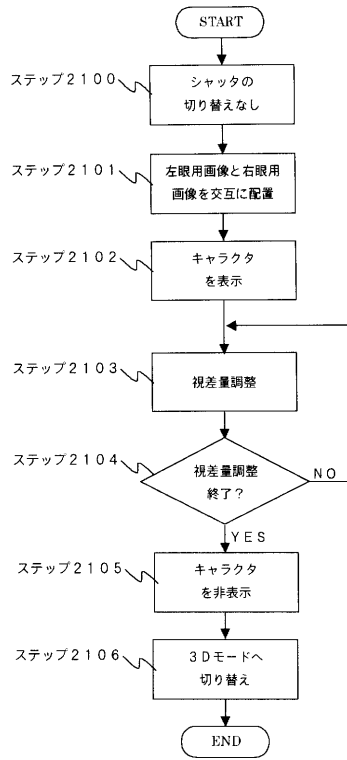 START
ステップ2100
シャッタの
切り替えなし
ステップ2101
左眼用画像と右眼用
画像を交互に配置
ステップ2102
キャラクタ
を表示
ステップ2103
視差量調整
ステップ2104
視差量調整
終了?
NO
YES
ステップ2105
キャラクタ
を非表示
ステップ2106
3Dモードへ
切り替え
END